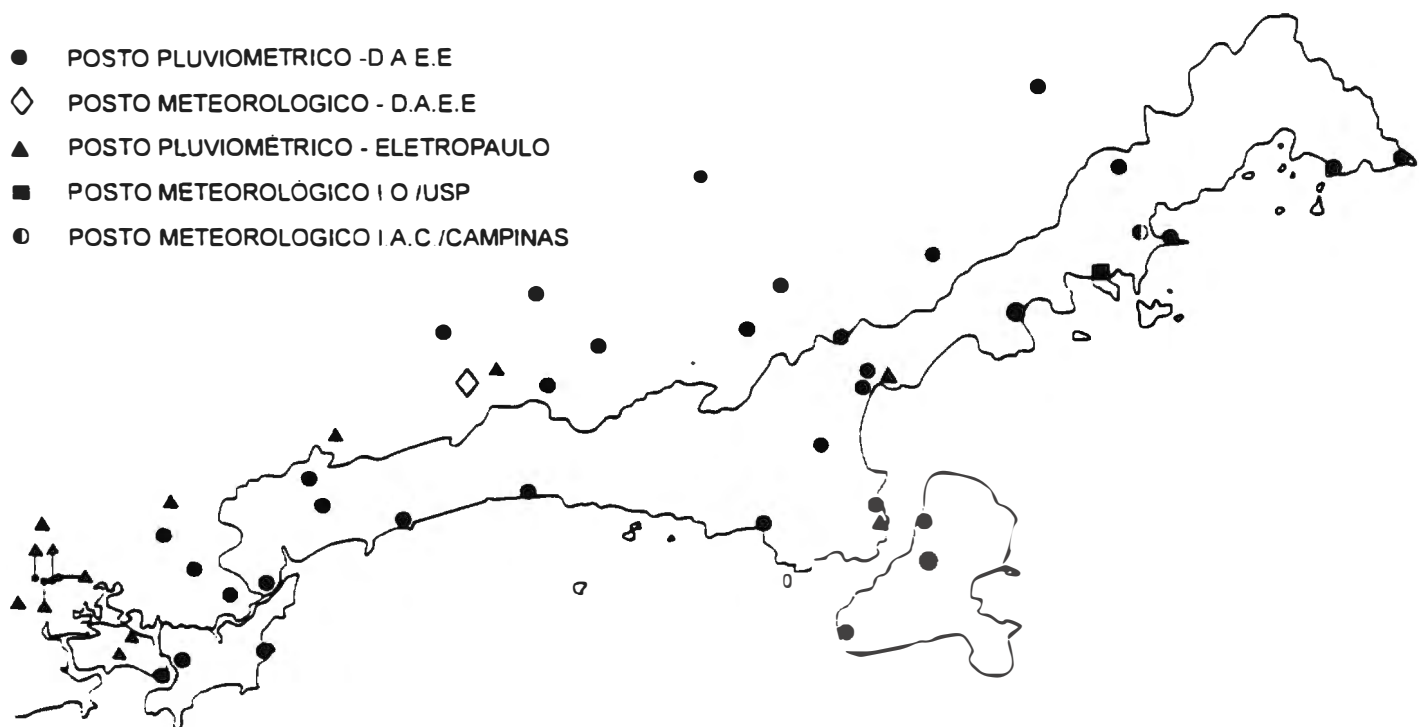 POSTO PLUVIOMETRICO -D A E.E
POSTO METEOROLOGICO - D.A.E.E
POSTO PLUVIOMÉTRICO - ELETROPAULO
POSTO METEOROLÓGICO I O /USP
POSTO METEOROLOGICO I.A.C./CAMPINAS